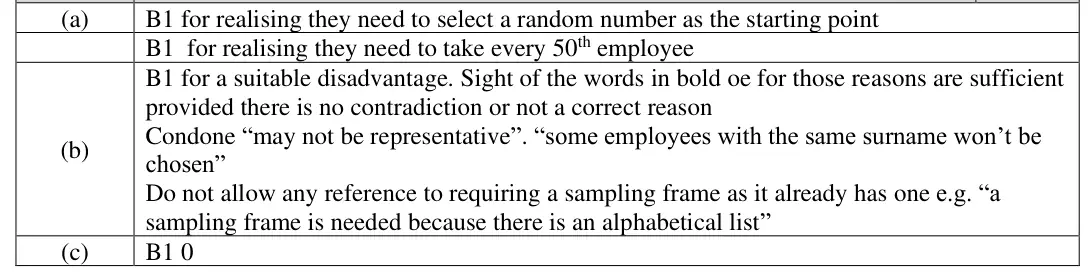 (a) B1 for realising they need to select a random number as the starting point
B1  for realising they need to take every 50th employee
B1 for a suitable disadvantage. Sight of the words in bold oe for those reasons are sufficient
provided there is no contradiction or not a correct reason
(b) Condone “may not be representative”. “some employees with the same surname won’t be
chosen”
Do not allow any reference to requiring a sampling frame as it already has one e.g. “a
sampling frame is needed because there is an alphabetical list”
(c) B1 0